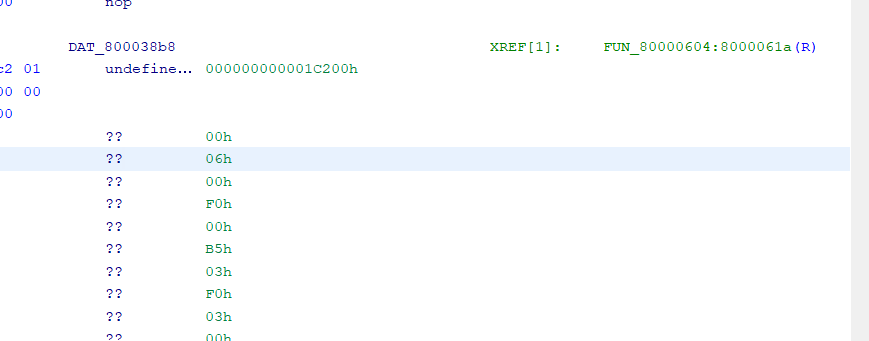 00 nop
DAT_800038b8 XREF[1]: FUN_80000604:8000061a(R)
c2 01 undefine... 000000000001C200h
00 00
00
?? 00h
?? 06h
?? 00h
?? F0h
?? 00h
?? B5h
?? 03h
?? F0h
?? 03h
?? 00h